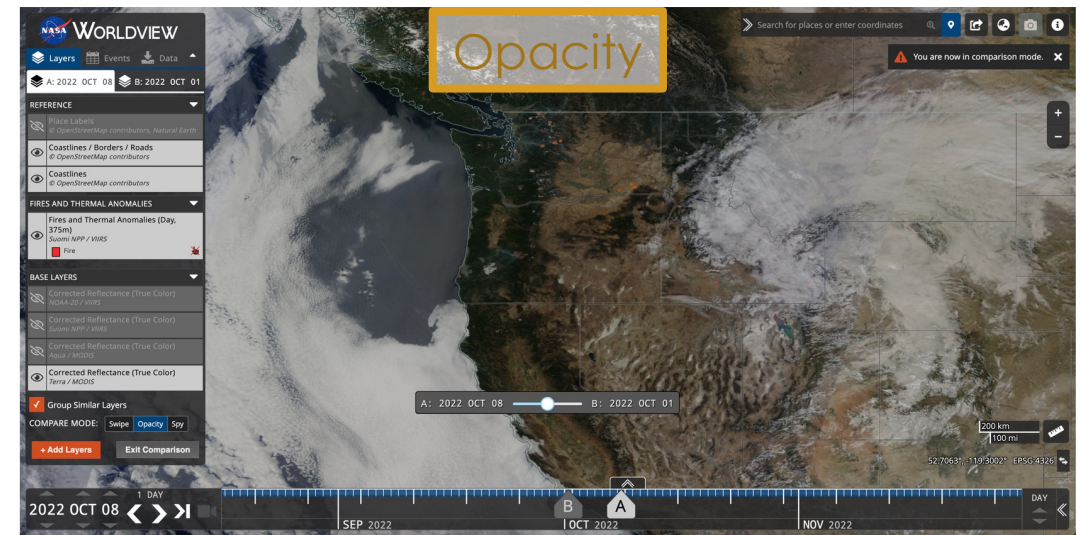 NASA WORLDVIEW
Opacity
Search for places or enter coordinates
Layers Events Data
You are now in comparison mode.
A: 2022 OCT 08 B: 2022 OCT 01
REFERENCE
Place Labels
© OpenStreetMap contributors, Natural Earth
Coastlines / Borders / Roads
© OpenStreetMap contributors
Coastlines
© OpenStreetMap contributors
FIRES AND THERMAL ANOMALIES
Fires and Thermal Anomalies (Day,
375m)
Suomi NPP / VIIRS
Fire
BASE LAYERS
Corrected Reflectance (True Color)
NOAA-20 / VIIRS
Corrected Reflectance (True Color)
Suomi NPP / VIIRS
Corrected Reflectance (True Color)
Aqua / MODIS
Corrected Reflectance (True Color)
Terra / MODIS
Group Similar Layers
COMPARE MODE: Swipe Opacity Spy
+ Add Layers Exit Comparison
A: 2022 OCT 08 B: 2022 OCT 01
200 km
100 mi
52.7063°, -119.3002° EPSG:4326
1 DAY
2022 OCT 08
B A
SEP 2022 OCT 2022 NOV 2022
DAY